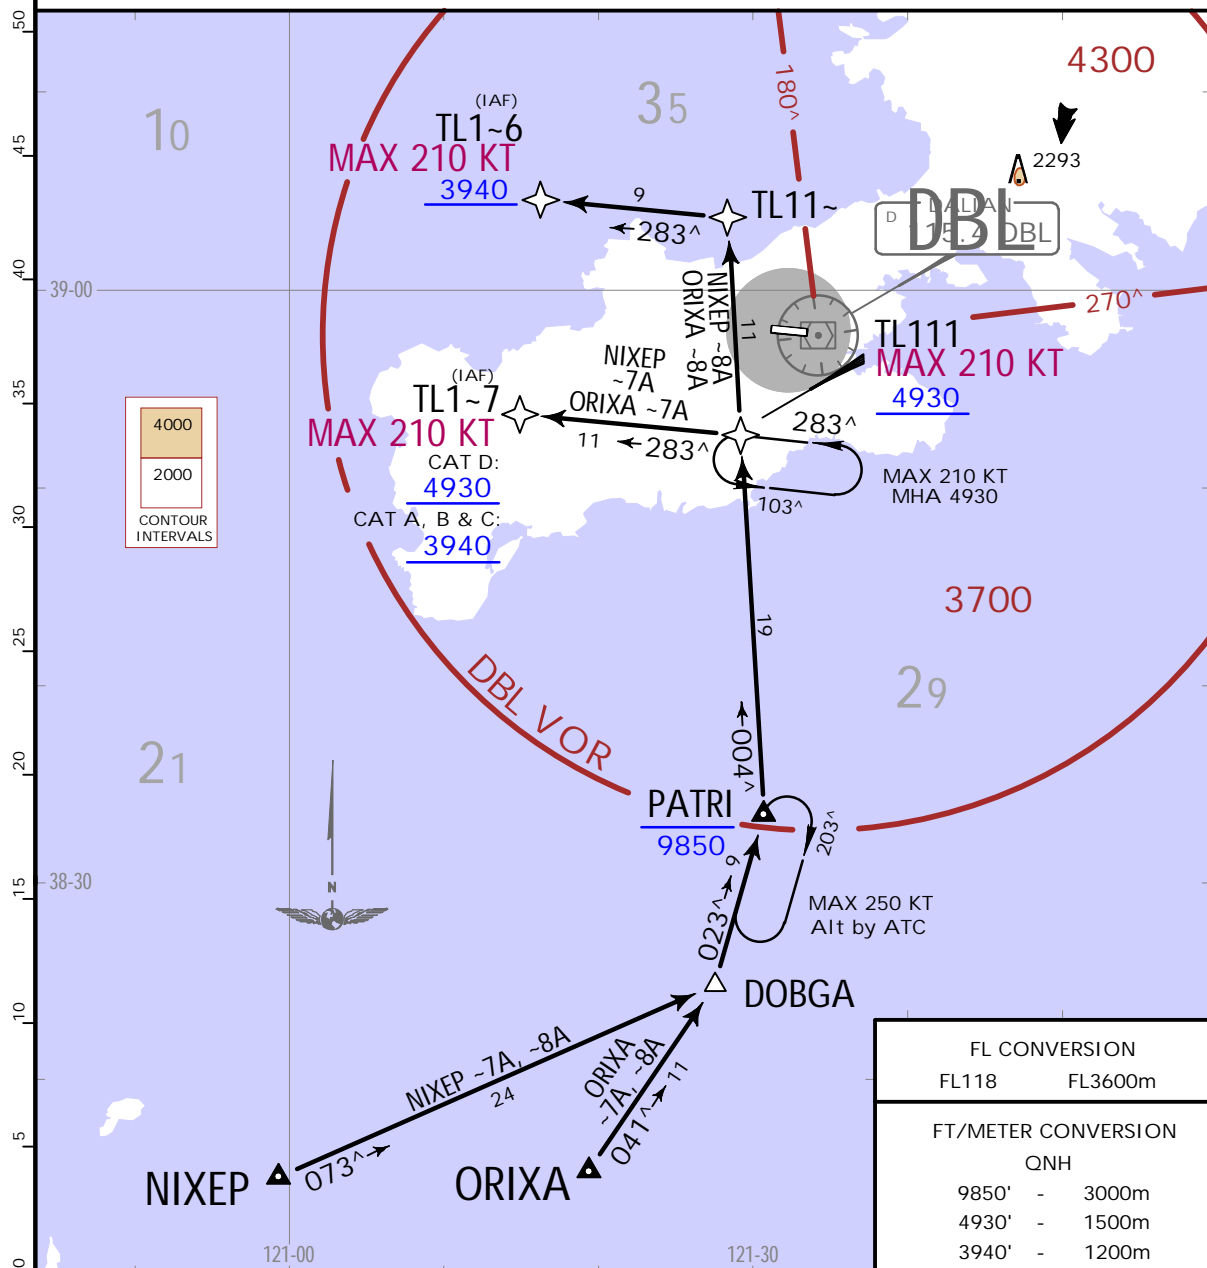 50
45
40
35
30
25
20
15
10
5
0
10
35
4300
180^
(IAF)
TL1~6
MAX 210 KT
3940
9
283^
TL11~
2293
D
DALIAN
115.4 DBL
DBL
39-00
270^
NIXEP ~8A
ORIXA ~8A
11
TL111
MAX 210 KT
4930
NIXEP
~7A
ORIXA ~7A
(IAF)
TL1~7
MAX 210 KT
11
283^
283^
CAT D:
4930
CAT A, B & C:
3940
103^
MAX 210 KT
MHA 4930
4000
2000
CONTOUR
INTERVALS
3700
19
29
DBL VOR
21
004^
PATRI
9850
203^
9
023^
38-30
N
MAX 250 KT
Alt by ATC
DOBGA
NIXEP ~7A, ~8A
24
073^
ORIXA
~7A, ~8A
11
041^
NIXEP
ORIXA
121-00
121-30
FL CONVERSION
FL118 FL3600m
FT/METER CONVERSION
QNH
9850' - 3000m
4930' - 1500m
3940' - 1200m